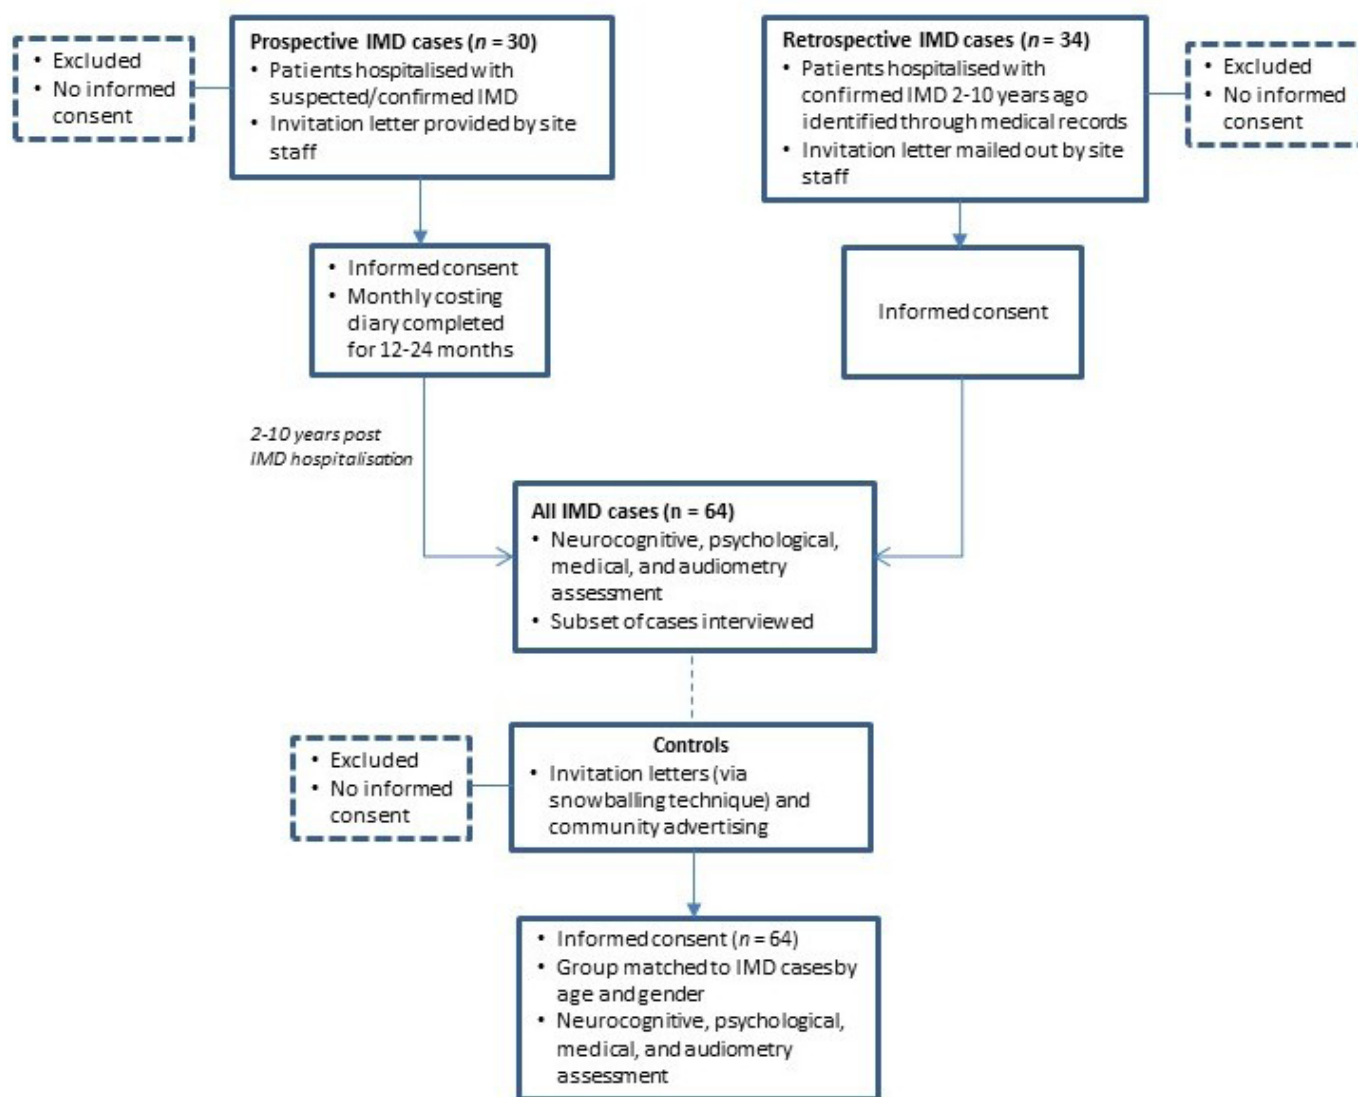 • Excluded
• No informed
consent
Prospective IMD cases (n = 30)
• Patients hospitalised with
suspected/confirmed IMD
• Invitation letter provided by site
staff
Retrospective IMD cases (n = 34)
• Patients hospitalised with
confirmed IMD 2-10 years ago
identified through medical records
• Invitation letter mailed out by site
staff
• Excluded
• No informed
consent
• Informed consent
• Monthly costing
diary completed
for 12-24 months
Informed consent
2-10 years post
IMD hospitalisation
All IMD cases (n = 64)
• Neurocognitive, psychological,
medical, and audiometry
assessment
• Subset of cases interviewed
• Excluded
• No informed
consent
Controls
• Invitation letters (via
snowballing technique) and
community advertising
• Informed consent (n = 64)
• Group matched to IMD cases by
age and gender
• Neurocognitive, psychological,
medical, and audiometry
assessment